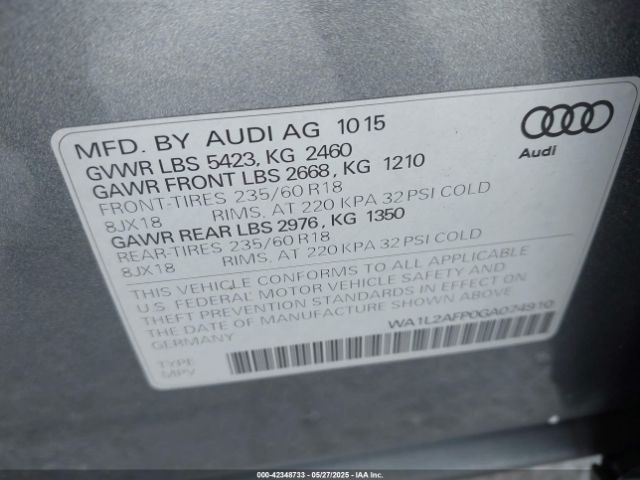 MFD. BY AUDI AG 10 15
GVWR LBS 5423, KG 2460
GAWR FRONT LBS 2668, KG 1210
FRONT-TIRES 235/60 R18
8JX18 RIMS, AT 220 KPA 32 PSI COLD
GAWR REAR LBS 2976, KG 1350
REAR-TIRES 235/60 R18
8JX18 RIMS, AT 220 KPA 32 PSI COLD
Audi
THIS VEHICLE CONFORMS TO ALL APPLICABLE
U.S. FEDERAL MOTOR VEHICLE SAFETY AND
THEFT PREVENTION STANDARDS IN EFFECT ON
THE DATE OF MANUFACTURE SHOWN ABOVE
GERMANY
WA1L2AFP0GA074910
TYPE
MPV
000-42348733 — 05/27/2025 — IAA Inc.